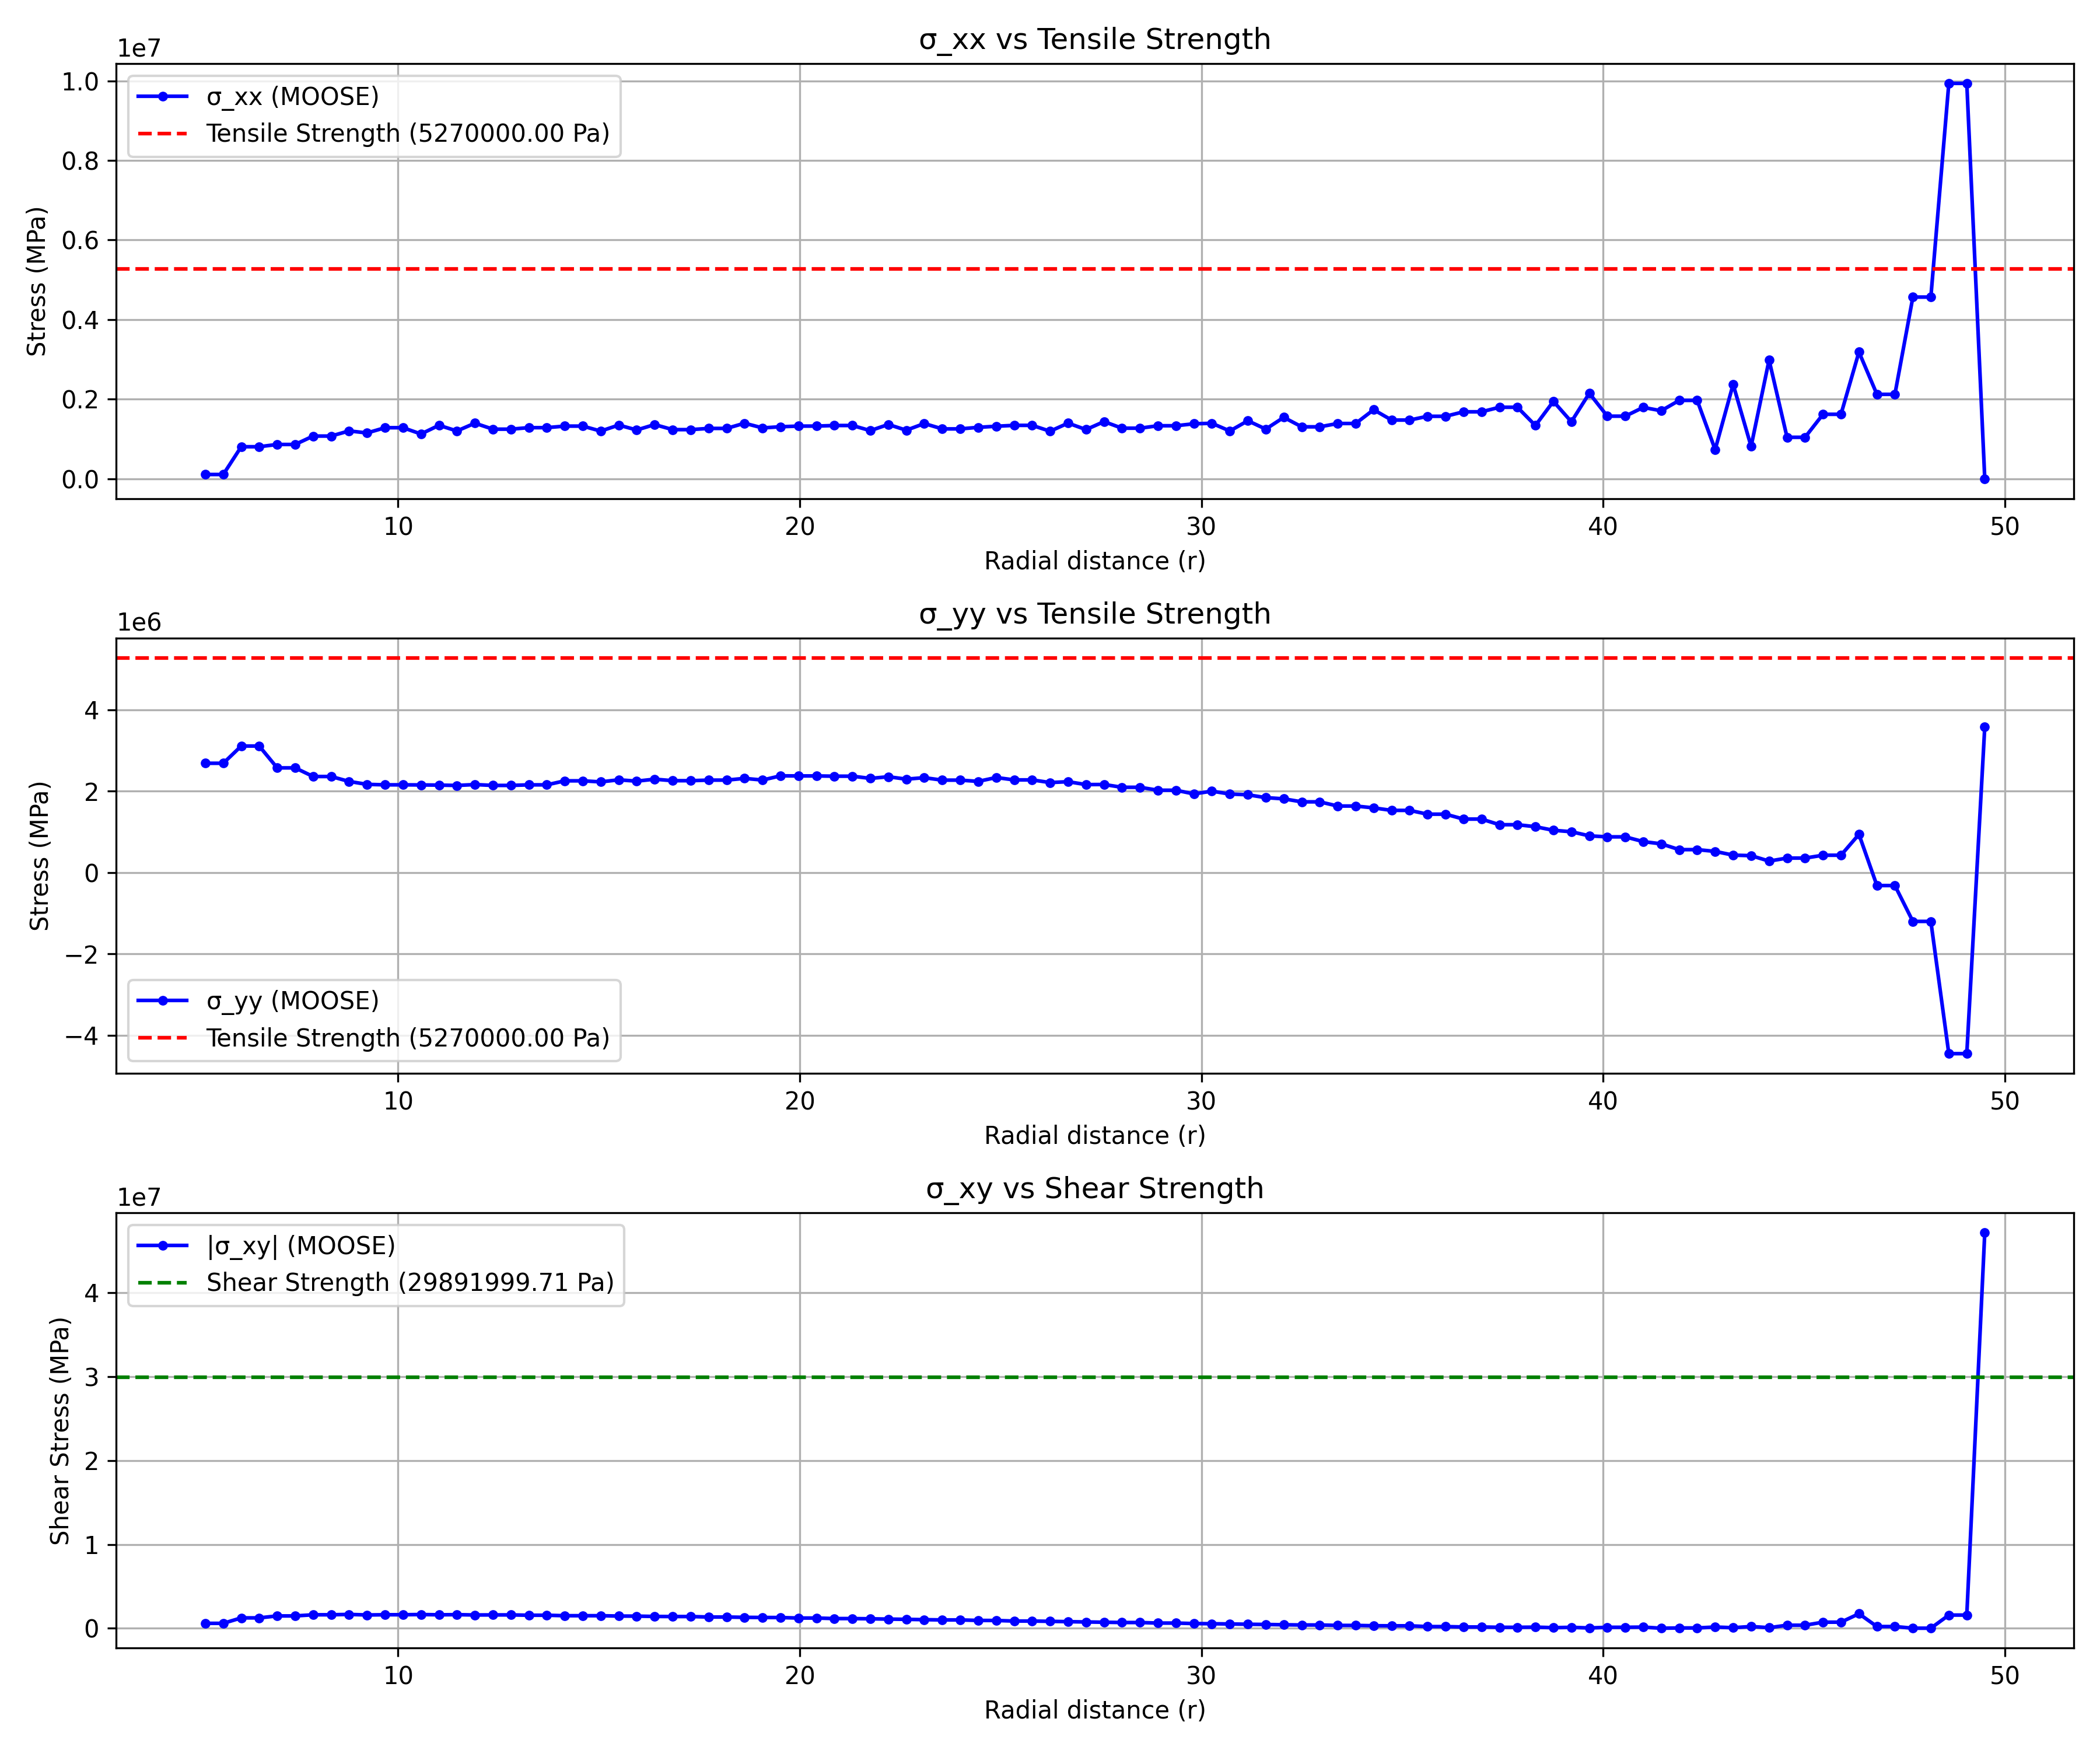 σ_xx vs Tensile Strength
1e7
1.0
0.8
0.6
0.4
0.2
0.0
Stress (MPa)
σ_xx (MOOSE)
Tensile Strength (5270000.00 Pa)
10 20 30 40 50
Radial distance (r)
σ_yy vs Tensile Strength
1e6
4
2
0
−2
−4
Stress (MPa)
σ_yy (MOOSE)
Tensile Strength (5270000.00 Pa)
10 20 30 40 50
Radial distance (r)
σ_xy vs Shear Strength
1e7
4
3
2
1
0
Shear Stress (MPa)
|σ_xy| (MOOSE)
Shear Strength (29891999.71 Pa)
10 20 30 40 50
Radial distance (r)